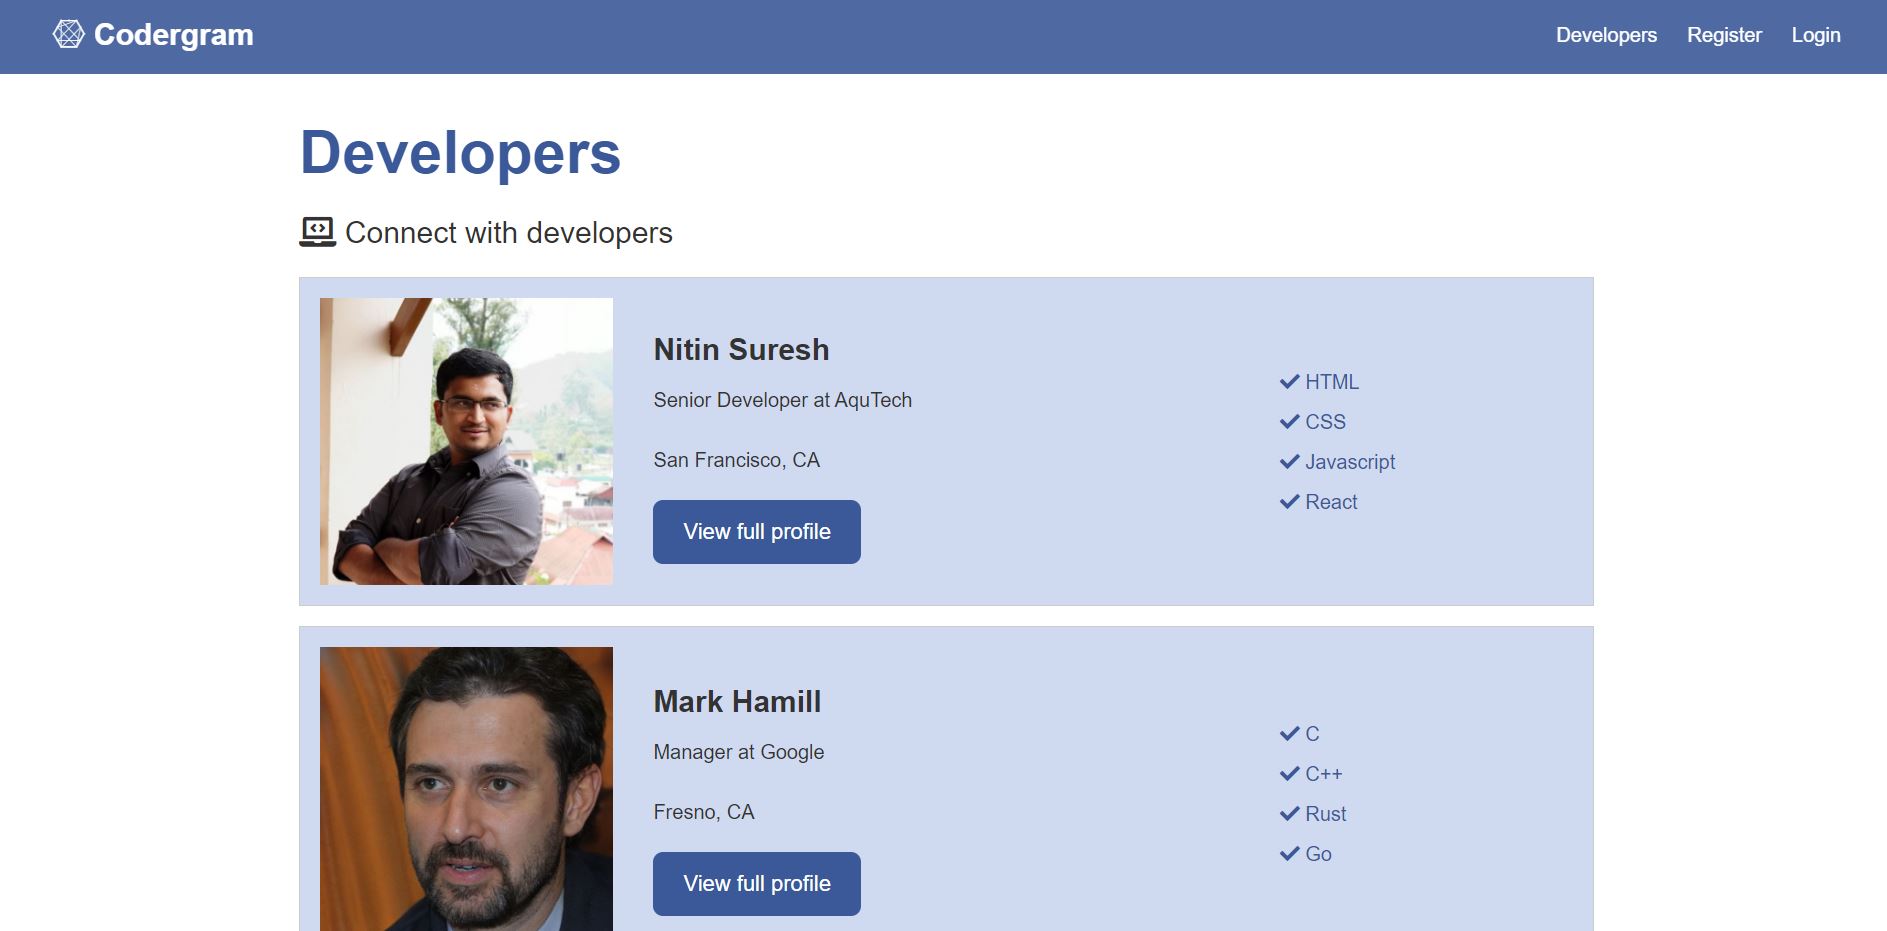 Codergram
Developers Register Login
Developers
Connect with developers
Nitin Suresh
Senior Developer at AquTech
San Francisco, CA
View full profile
HTML
CSS
Javascript
React
Mark Hamill
Manager at Google
Fresno, CA
View full profile
C
C++
Rust
Go